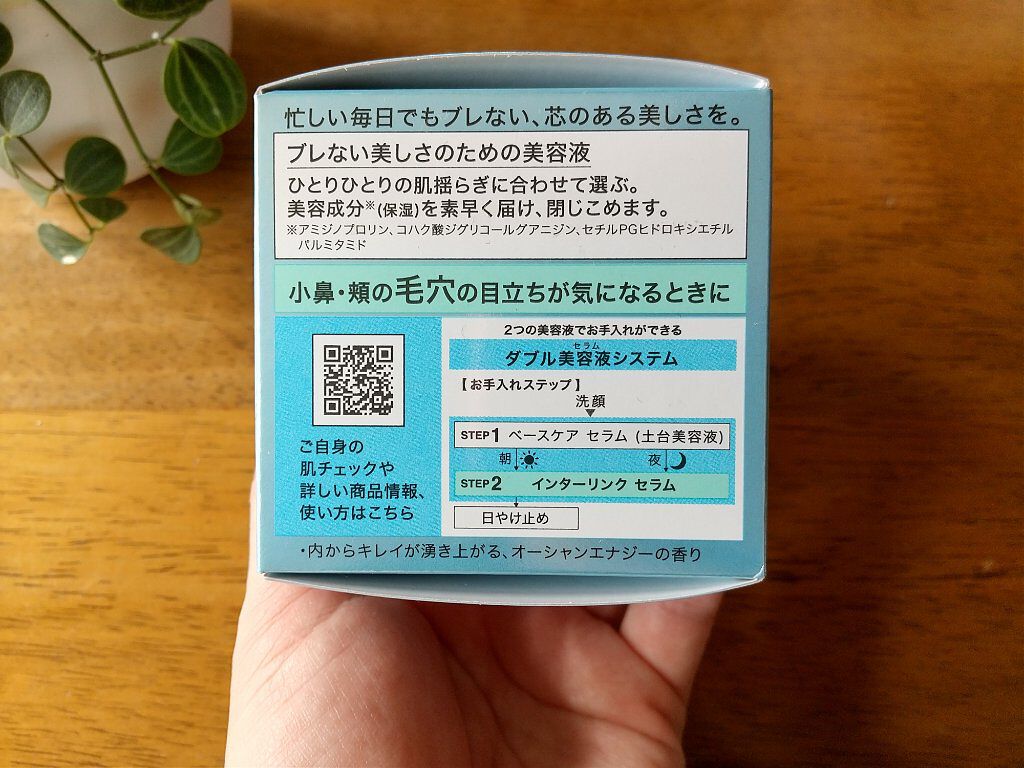 忙しい毎日でもブレない、芯のある美しさを。
ブレない美しさのための美容液
ひとりひとりの肌揺らぎに合わせて選ぶ。
美容成分※(保湿)を素早く届け、閉じこめます。
※アミジノプロリン、コハク酸ジグリコールグアニジン、セチルPGヒドロキシエチル
パルミタミド
小鼻・頬の毛穴の目立ちが気になるときに
ご自身の
肌チェックや
詳しい商品情報、
使い方はこちら
2つの美容液でお手入れができる
セラム
ダブル美容液システム
【お手入れステップ】
洗顔
STEP1 ベースケア セラム (土台美容液)
朝 夜
STEP2 インターリンク セラム
日やけ止め
・内からキレイが湧き上がる、オーシャンエナジーの香り